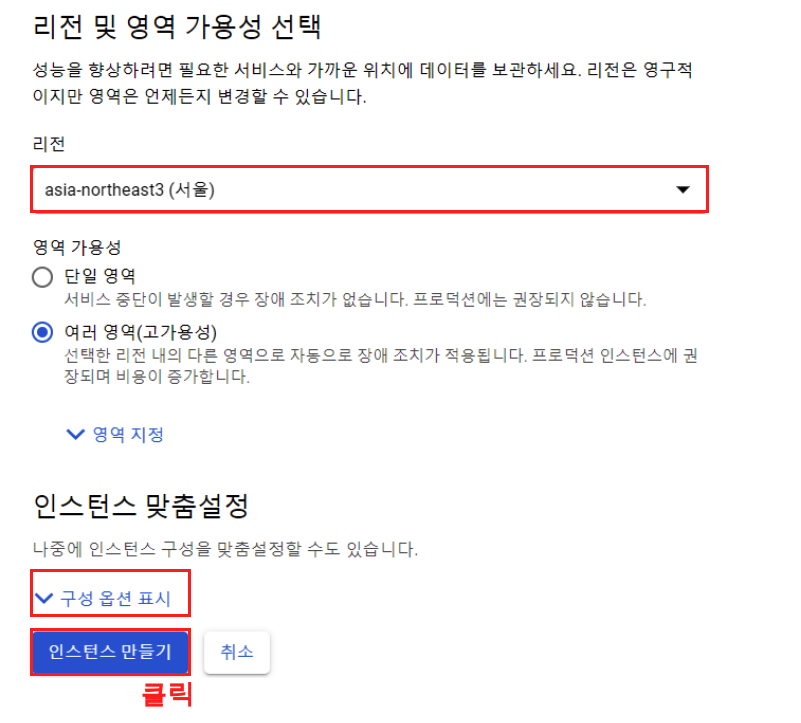 리전 및 영역 가용성 선택
성능을 향상하려면 필요한 서비스와 가까운 위치에 데이터를 보관하세요. 리전은 영구적
이지만 영역은 언제든지 변경할 수 있습니다.
리전
asia-northeast3 (서울)
영역 가용성
단일 영역
서비스 중단이 발생할 경우 장애 조치가 없습니다. 프로덕션에는 권장되지 않습니다.
여러 영역(고가용성)
선택한 리전 내의 다른 영역으로 자동으로 장애 조치가 적용됩니다. 프로덕션 인스턴스에 권
장되며 비용이 증가합니다.
영역 지정
인스턴스 맞춤설정
나중에 인스턴스 구성을 맞춤설정할 수도 있습니다.
구성 옵션 표시
인스턴스 만들기 취소
클릭